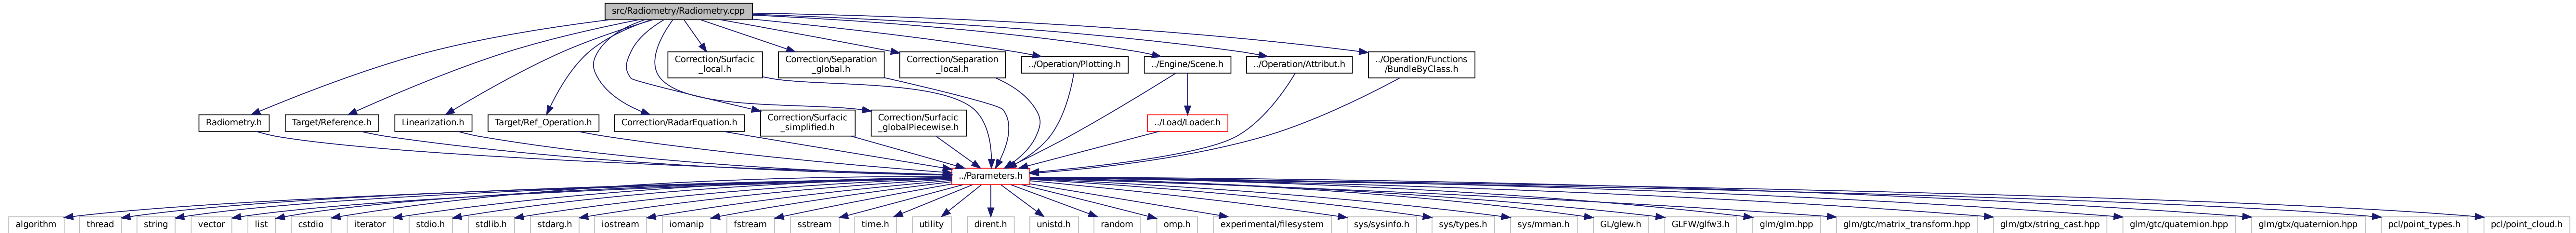 src/Radiometry/Radiometry.cpp
Correction/Surfacic
_local.h
Correction/Separation
_global.h
Correction/Separation
_local.h
../Operation/Plotting.h
../Engine/Scene.h
../Operation/Attribut.h
../Operation/Functions
/BundleByClass.h
Radiometry.h
Target/Reference.h
Linearization.h
Target/Ref_Operation.h
Correction/RadarEquation.h
Correction/Surfacic
_simplified.h
Correction/Surfacic
_globalPiecewise.h
../Load/Loader.h
../Parameters.h
algorithm
thread
string
vector
list
cstdio
iterator
stdio.h
stdlib.h
stdarg.h
iostream
iomanip
fstream
sstream
time.h
utility
dirent.h
unistd.h
random
omp.h
experimental/filesystem
sys/sysinfo.h
sys/types.h
sys/mman.h
GL/glew.h
GLFW/glfw3.h
glm/glm.hpp
glm/gtc/matrix_transform.hpp
glm/gtx/string_cast.hpp
glm/gtc/quaternion.hpp
glm/gtx/quaternion.hpp
pcl/point_types.h
pcl/point_cloud.h